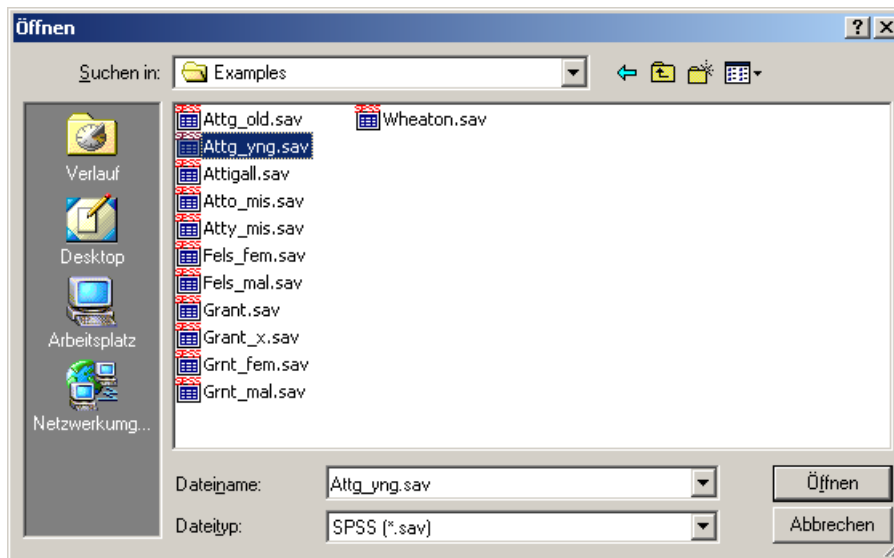 Öffnen
Suchen in: Examples
Verlauf
Desktop
Arbeitsplatz
Netzwerkumg...
Attg_old.sav
Attg_yng.sav
Attigall.sav
Atto_mis.sav
Atty_mis.sav
Fels_fem.sav
Fels_mal.sav
Grant.sav
Grant_x.sav
Grnt_fem.sav
Grnt_mal.sav
Wheaton.sav
Dateiname: Attg_yng.sav Öffnen
Dateityp: SPSS (*.sav) Abbrechen